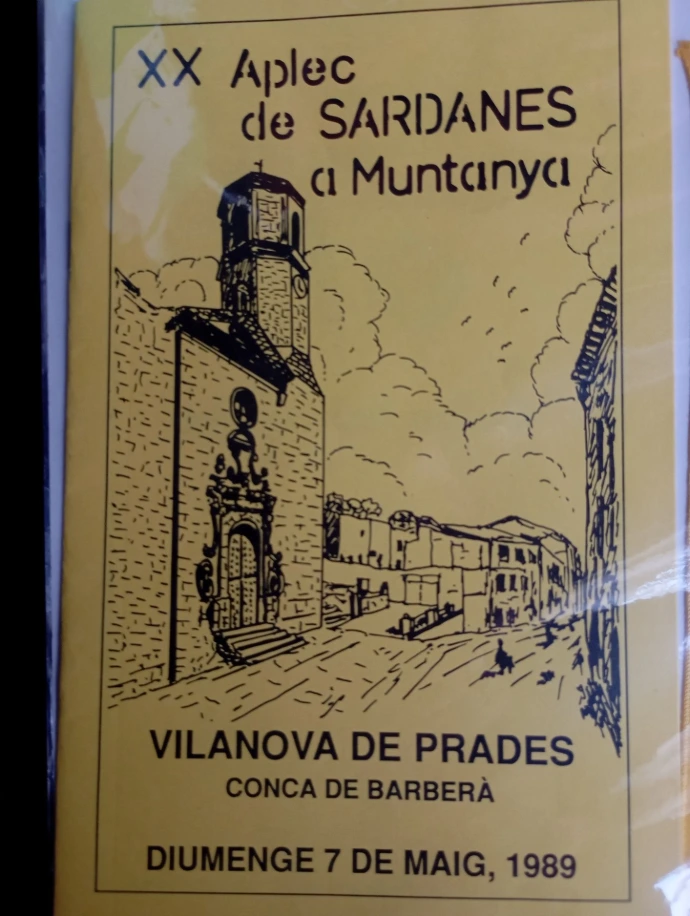 XX Aplec
de SARDANES
a Muntanya
VILANOVA DE PRADES
CONCA DE BARBERÀ
DIUMENGE 7 DE MAIG, 1989